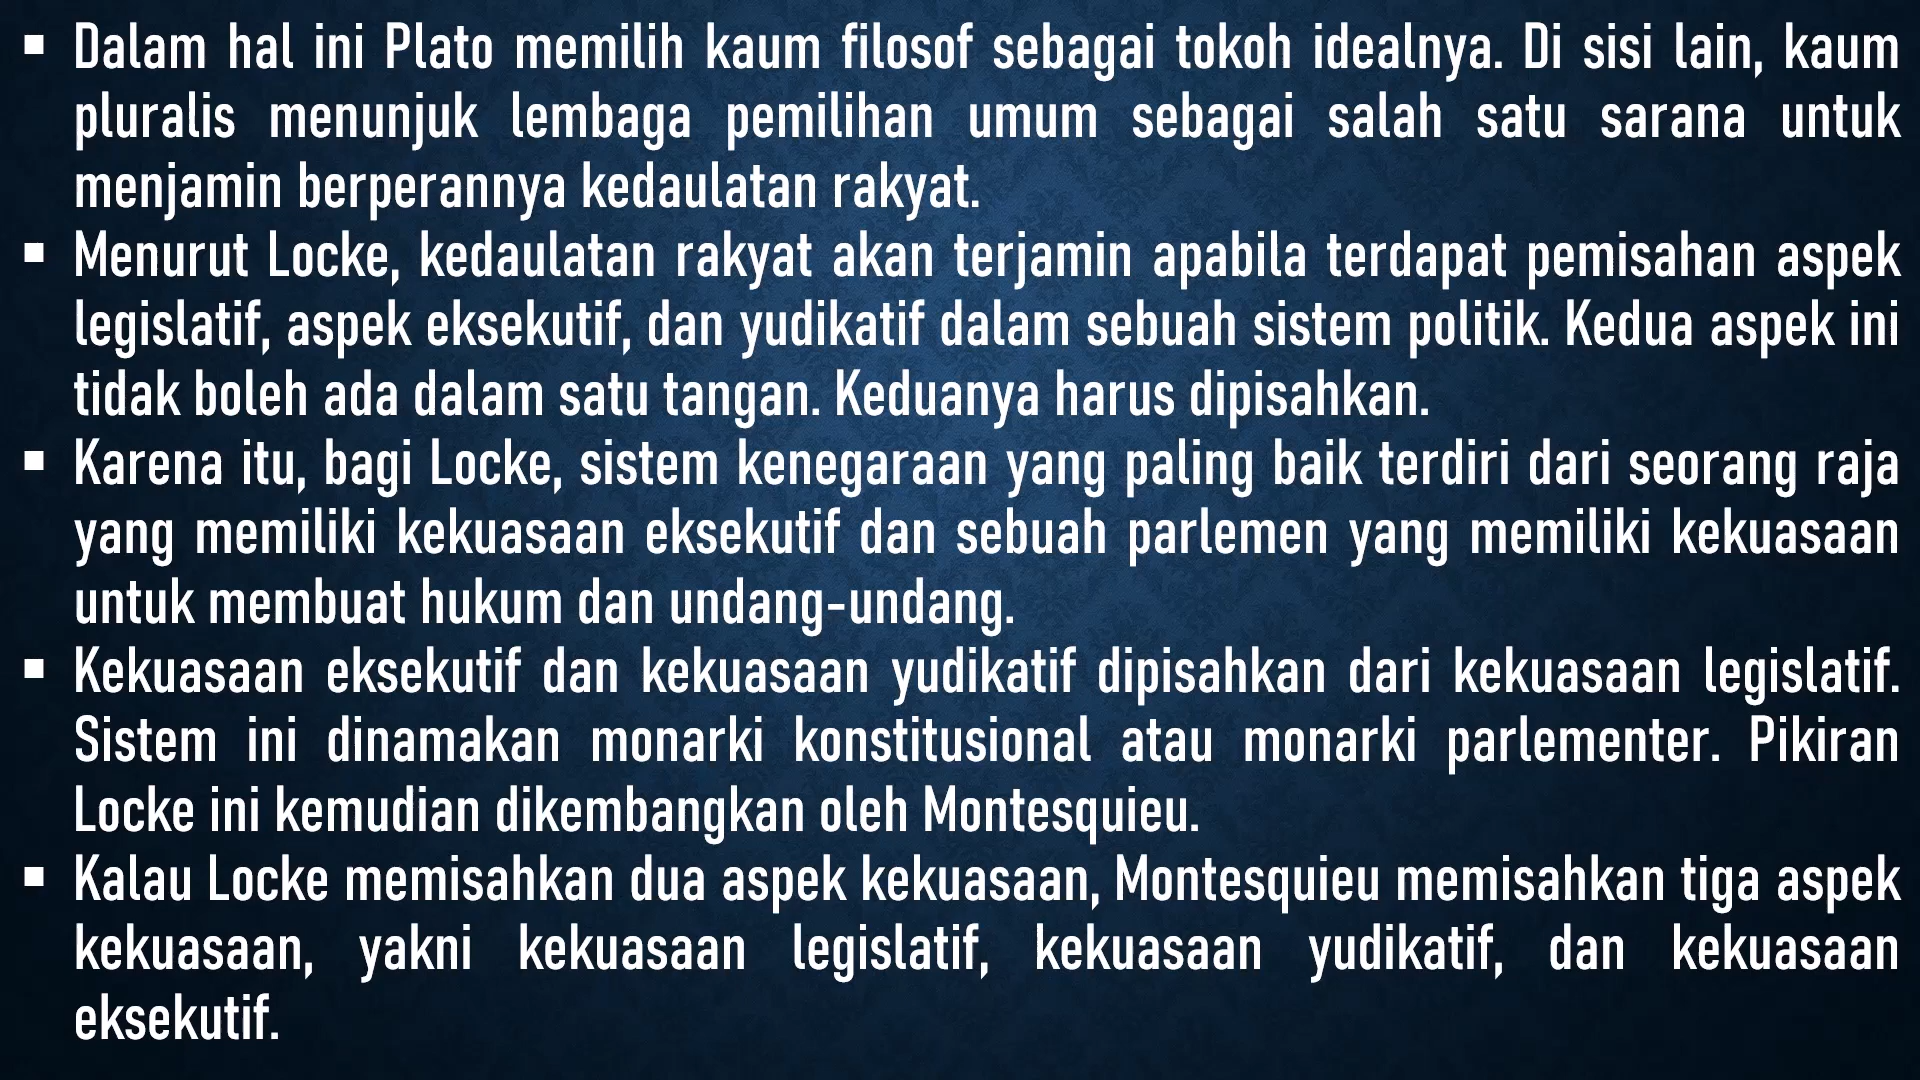 ▪ Dalam hal ini Plato memilih kaum filosof sebagai tokoh idealnya. Di sisi lain, kaum
pluralis menunjuk lembaga pemilihan umum sebagai salah satu sarana untuk
menjamin berperannya kedaulatan rakyat.
▪ Menurut Locke, kedaulatan rakyat akan terjamin apabila terdapat pemisahan aspek
legislatif, aspek eksekutif, dan yudikatif dalam sebuah sistem politik. Kedua aspek ini
tidak boleh ada dalam satu tangan. Keduanya harus dipisahkan.
▪ Karena itu, bagi Locke, sistem kenegaraan yang paling baik terdiri dari seorang raja
yang memiliki kekuasaan eksekutif dan sebuah parlemen yang memiliki kekuasaan
untuk membuat hukum dan undang-undang.
▪ Kekuasaan eksekutif dan kekuasaan yudikatif dipisahkan dari kekuasaan legislatif.
Sistem ini dinamakan monarki konstitusional atau monarki parlementer. Pikiran
Locke ini kemudian dikembangkan oleh Montesquieu.
▪ Kalau Locke memisahkan dua aspek kekuasaan, Montesquieu memisahkan tiga aspek
kekuasaan, yakni kekuasaan legislatif, kekuasaan yudikatif, dan kekuasaan
eksekutif.